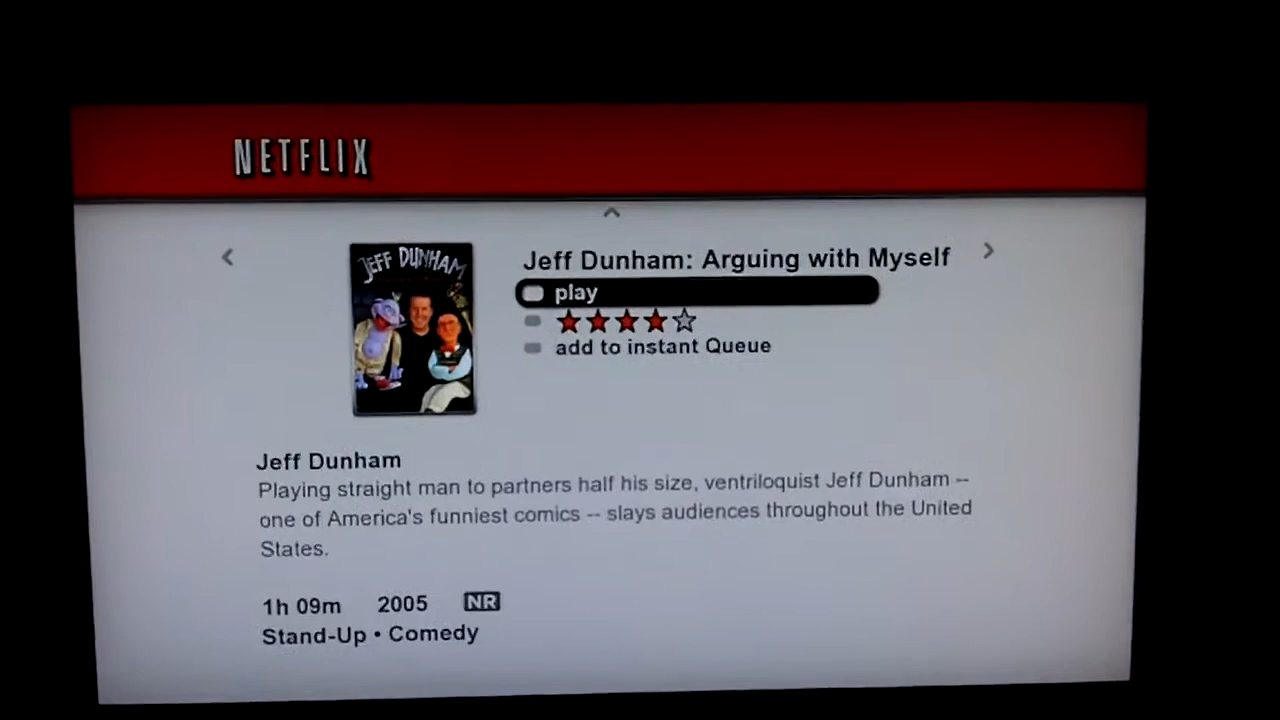 NETFLIX
JEFF DUNHAM
Jeff Dunham: Arguing with Myself
play
add to instant Queue
Jeff Dunham
Playing straight man to partners half his size, ventriloquist Jeff Dunham --
one of America's funniest comics -- slays audiences throughout the United
States.
1h 09m 2005 NR
Stand-Up • Comedy